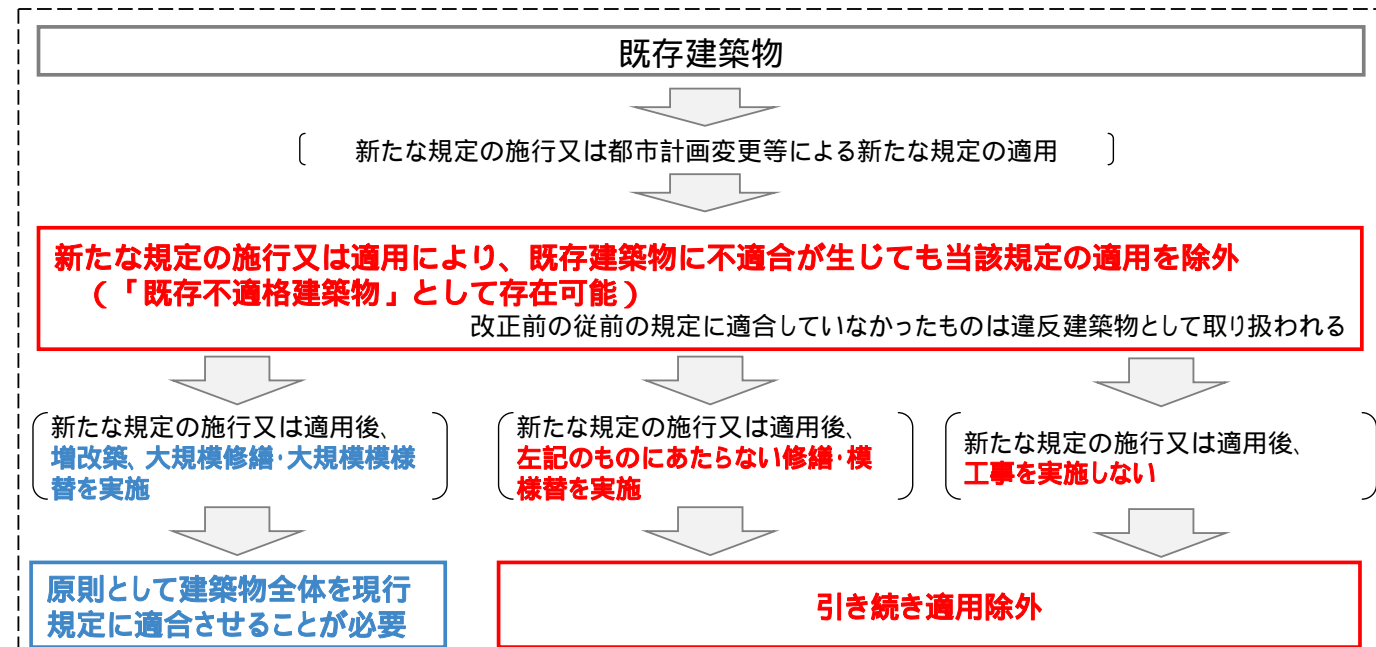 既存建築物
新たな規定の施行又は都市計画変更等による新たな規定の適用
新たな規定の施行又は適用により、既存建築物に不適合が生じても当該規定の適用を除外
(「既存不適格建築物」として存在可能)
改正前の従前の規定に適合していなかったものは違反建築物として取り扱われる
新たな規定の施行又は適用後、
増改築、大規模修繕・大規模模様
替を実施
新たな規定の施行又は適用後、
左記のものにあたらない修繕・模
様替を実施
新たな規定の施行又は適用後、
工事を実施しない
原則として建築物全体を現行
規定に適合させることが必要
引き続き適用除外